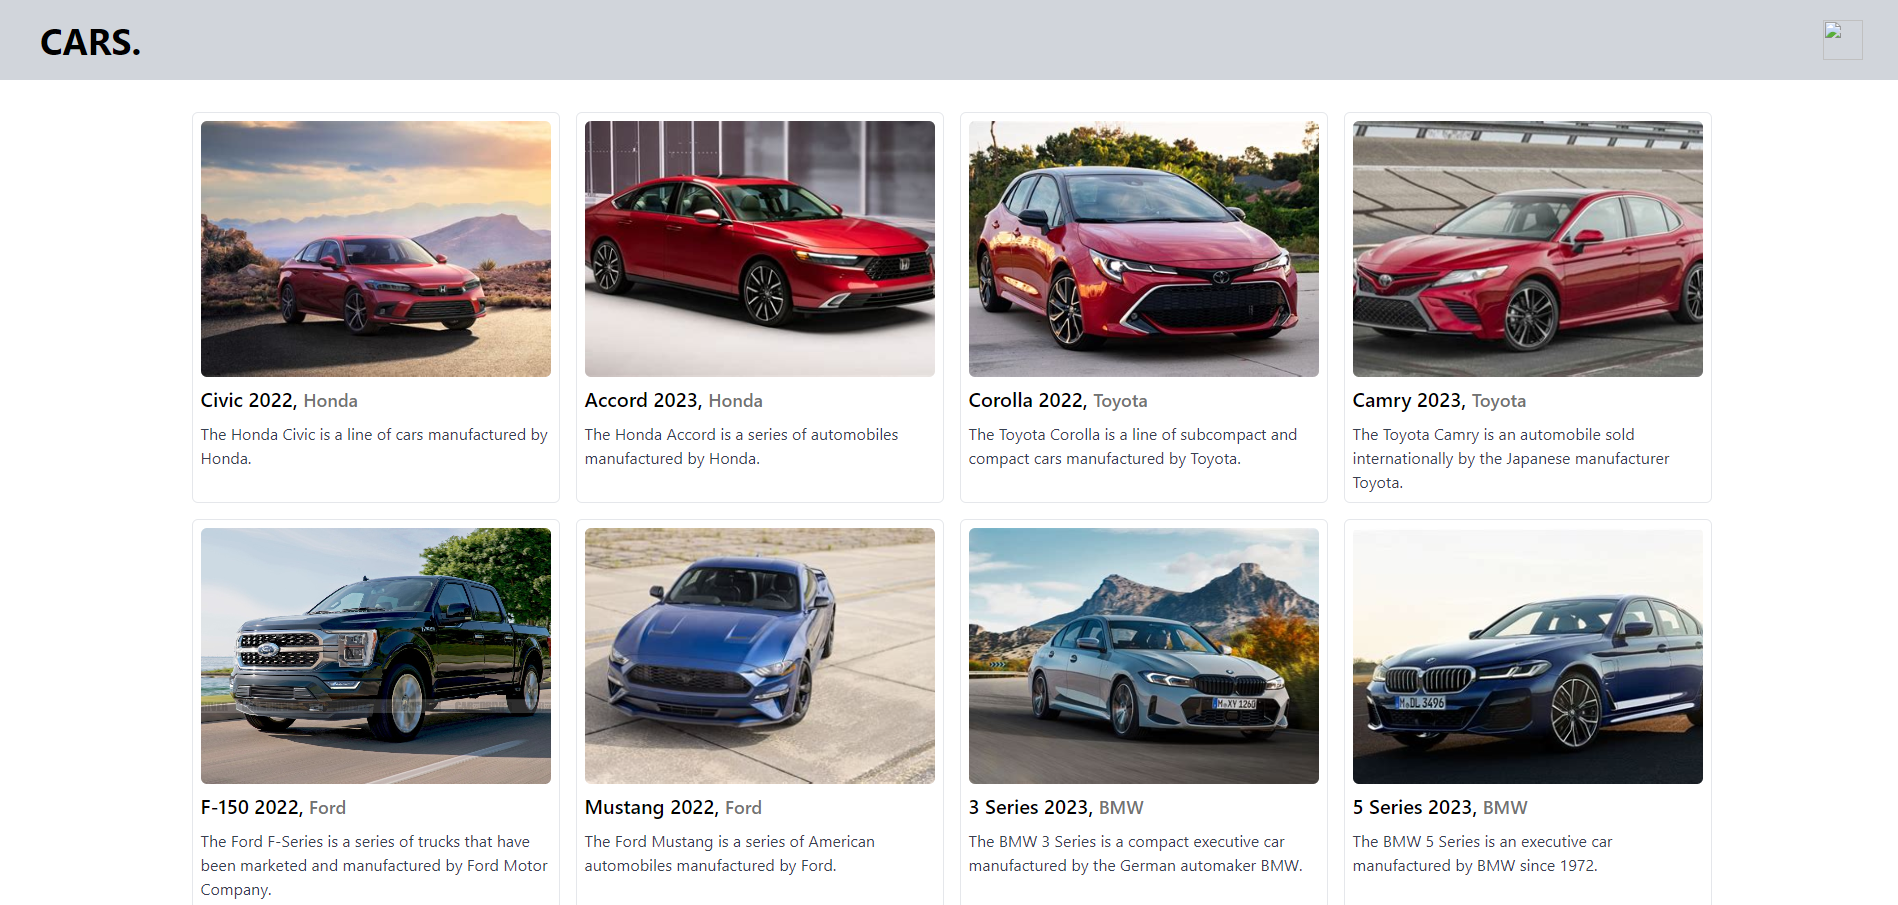 CARS.
Civic 2022, Honda
The Honda Civic is a line of cars manufactured by
Honda.
Accord 2023, Honda
The Honda Accord is a series of automobiles
manufactured by Honda.
Corolla 2022, Toyota
The Toyota Corolla is a line of subcompact and
compact cars manufactured by Toyota.
Camry 2023, Toyota
The Toyota Camry is an automobile sold
internationally by the Japanese manufacturer
Toyota.
F-150 2022, Ford
The Ford F-Series is a series of trucks that have
been marketed and manufactured by Ford Motor
Company.
Mustang 2022, Ford
The Ford Mustang is a series of American
automobiles manufactured by Ford.
M XY 1260
3 Series 2023, BMW
The BMW 3 Series is a compact executive car
manufactured by the German automaker BMW.
M DL 3496
5 Series 2023, BMW
The BMW 5 Series is an executive car
manufactured by BMW since 1972.